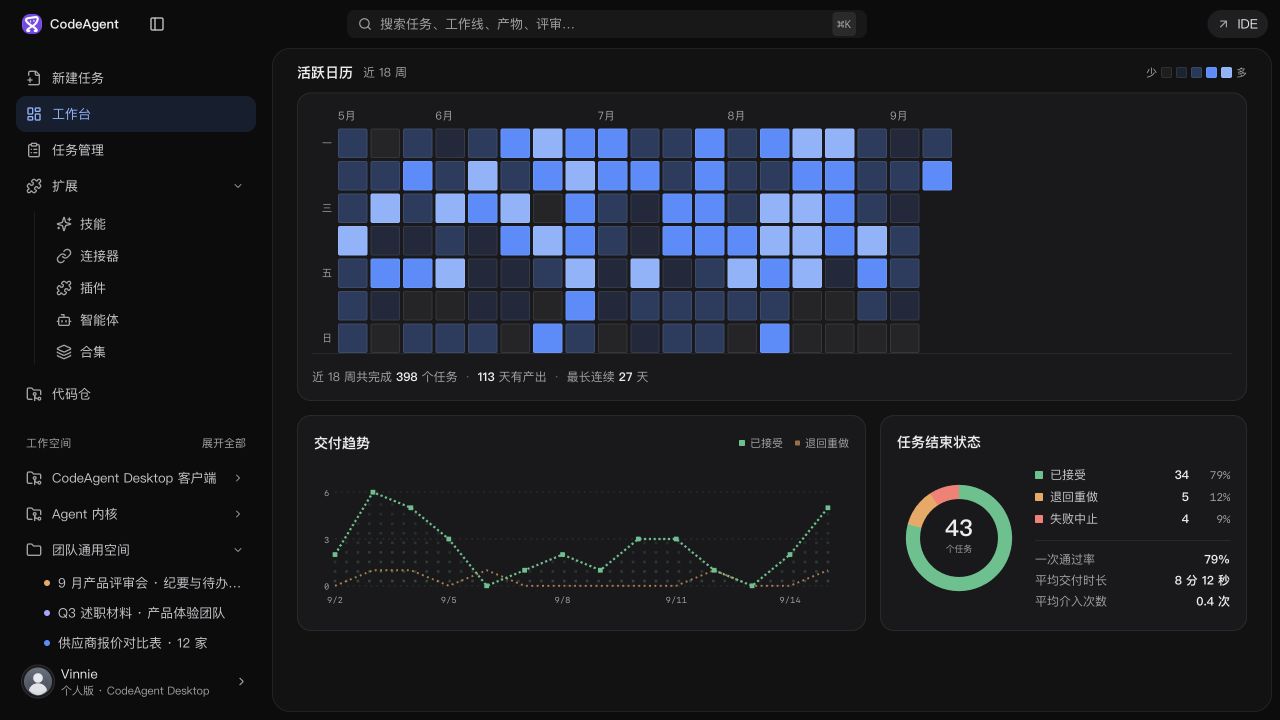 CodeAgent
搜索任务、工作线、产物、评审…
⌘K
IDE
新建任务
工作台
任务管理
扩展
技能
连接器
插件
智能体
合集
代码仓
工作空间 展开全部
CodeAgent Desktop 客户端
Agent 内核
团队通用空间
9 月产品评审会 · 纪要与待办…
Q3 述职材料 · 产品体验团队
供应商报价对比表 · 12 家
Vinnie
个人版 · CodeAgent Desktop
活跃日历 近 18 周
少 多
5月 6月 7月 8月 9月
一
三
五
日
近 18 周共完成 398 个任务 · 113 天有产出 · 最长连续 27 天
交付趋势
已接受 退回重做
6
3
0
9/2 9/5 9/8 9/11 9/14
任务结束状态
43
个任务
已接受 34 79%
退回重做 5 12%
失败中止 4 9%
一次通过率 79%
平均交付时长 8 分 12 秒
平均介入次数 0.4 次